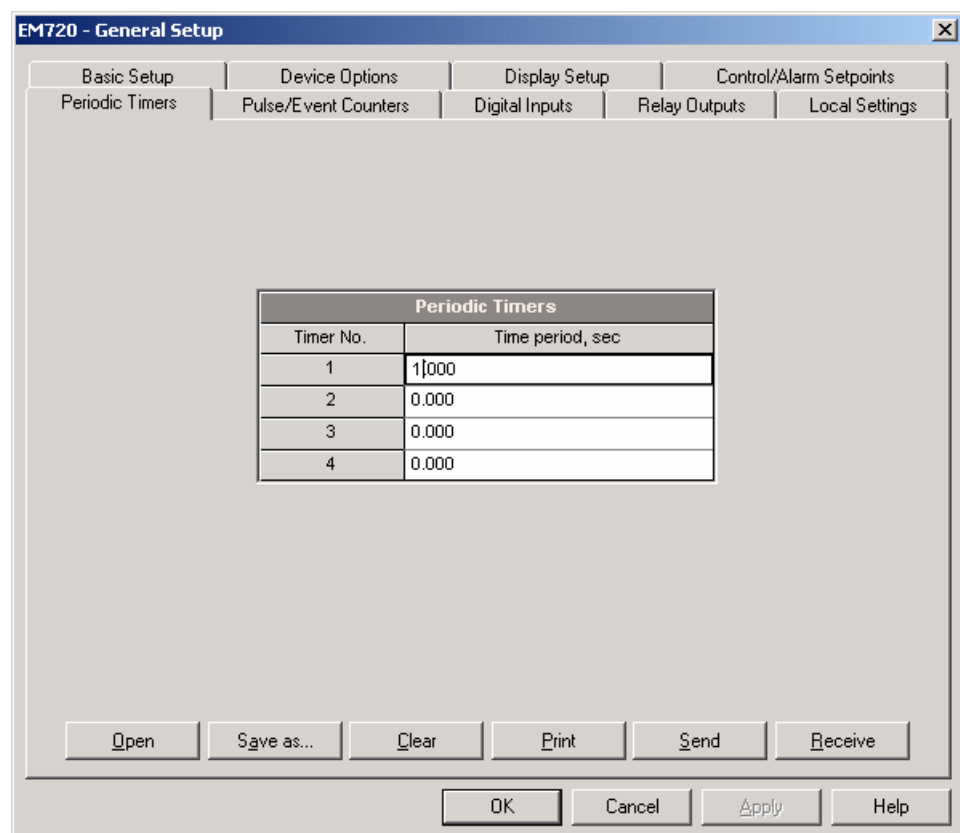 EM720 - General Setup
Basic Setup Device Options Display Setup Control/Alarm Setpoints
Periodic Timers Pulse/Event Counters Digital Inputs Relay Outputs Local Settings
Periodic Timers
Timer No. Time period, sec
1 1.000
2 0.000
3 0.000
4 0.000
Open Save as... Clear Print Send Receive
OK Cancel Apply Help